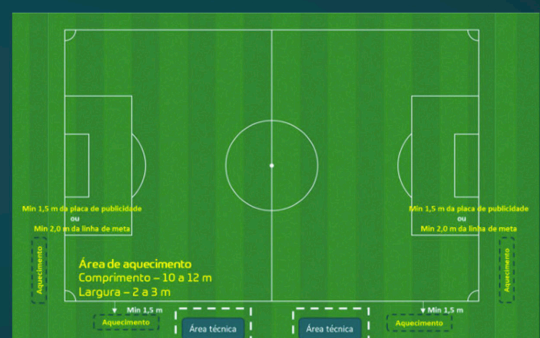 Min 1,5 m da placa de publicidade
ou
Min 2,0 m da linha de meta
Min 1,5 m da placa de publicidade
ou
Min 2,0 m da linha de meta
Aquecimento
Aquecimento
Área de aquecimento
Comprimento – 10 a 12 m
Largura – 2 a 3 m
Min 1,5 m
Min 1,5 m
Aquecimento
Área técnica
Área técnica
Aquecimento